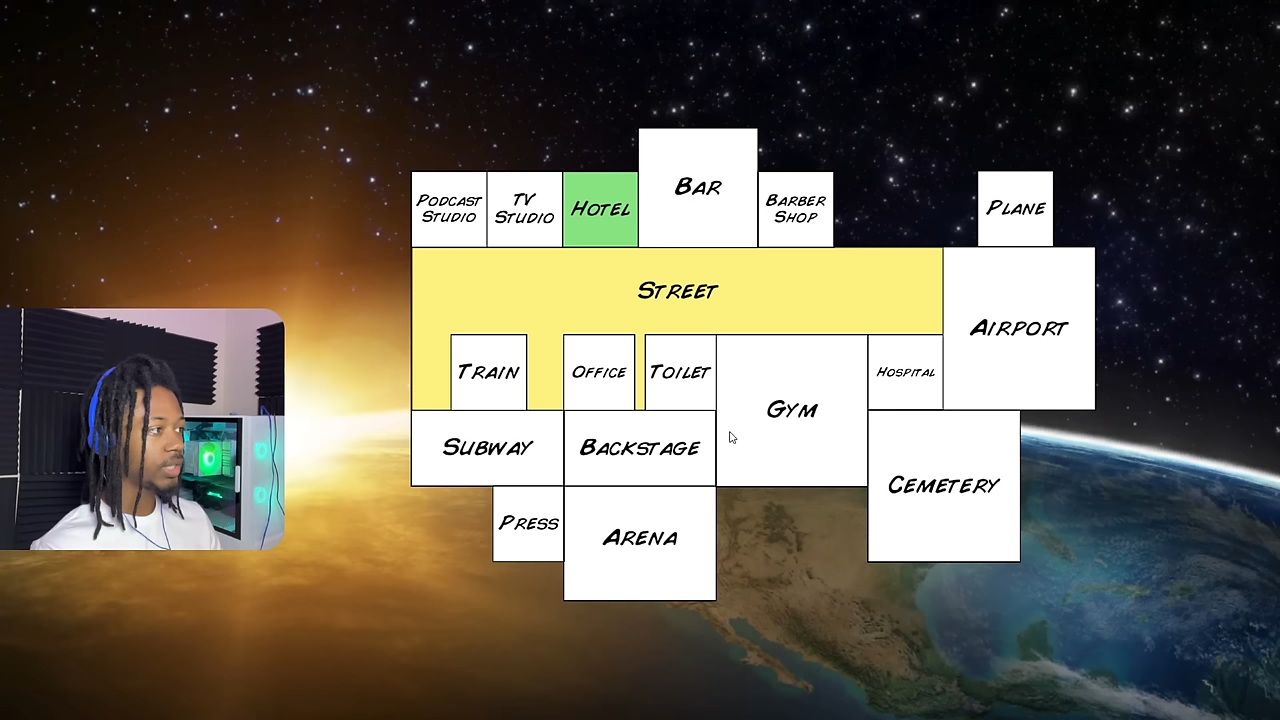 BAR
PODCAST
STUDIO
TV
STUDIO
HOTEL
BARBER
SHOP
PLANE
STREET
AIRPORT
TRAIN
OFFICE
TOILET
HOSPITAL
GYM
SUBWAY
BACKSTAGE
CEMETERY
PRESS
ARENA